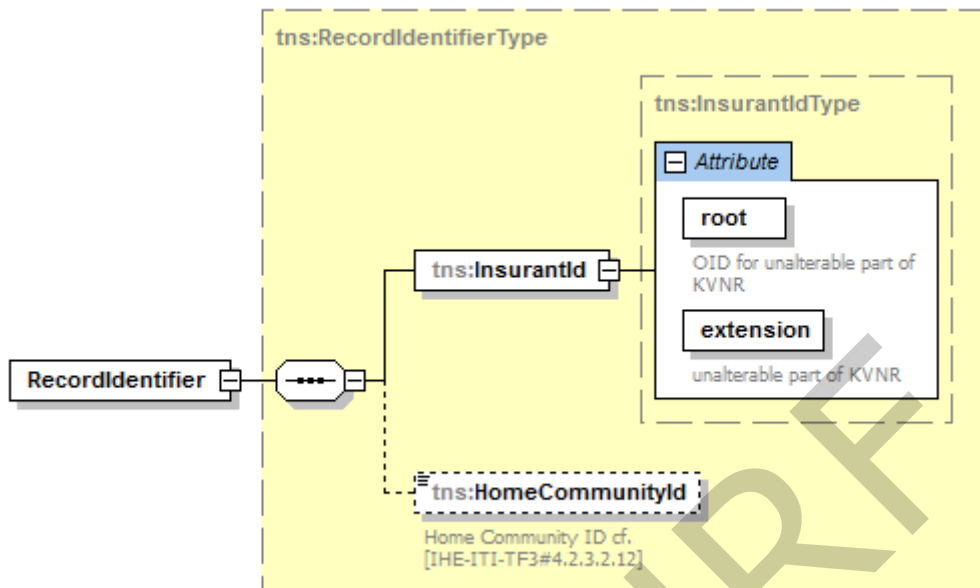 tns:RecordIdentifierType
tns:InsurantIdType
Attribute
root
OID for unalterable part of
KVNR
tns:InsurantId
extension
unalterable part of KVNR
RecordIdentifier
tns:HomeCommunityId
Home Community ID cf.
[IHE-ITI-TF3#4.2.3.2.12]
URF